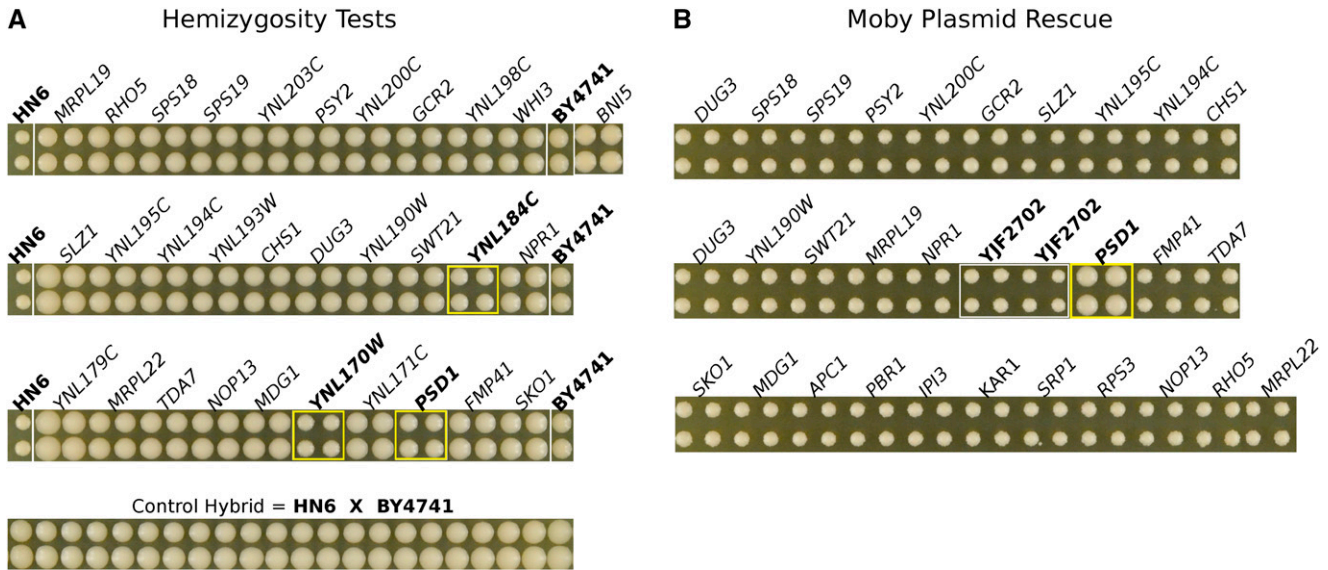 A Hemizygosity Tests
HN6 MRPL19 RHO5 SPS18 SPS19 YNL203C PSY2 YNL200C GCR2 YNL198C WHI3 BY4741 BNI5
HN6 SLZ1 YNL195C YNL194C YNL193W CHS1 DUG3 YNL190W SWT21 YNL184C NPR1 BY4741
HN6 YNL179C MRPL22 TDA7 NOP13 MDG1 YNL170W YNL171C PSD1 FMP41 SKO1 BY4741
Control Hybrid = HN6 X BY4741
B Moby Plasmid Rescue
DUG3 SPS18 SPS19 PSY2 YNL200C GCR2 SLZ1 YNL195C YNL194C CHS1
DUG3 YNL190W SWT21 MRPL19 NPR1 YJF2702 YJF2702 PSD1 FMP41 TDA7
SKO1 MDG1 APC1 PBR1 IPI3 KAR1 SRP1 RPS3 NOP13 RHO5 MRPL22